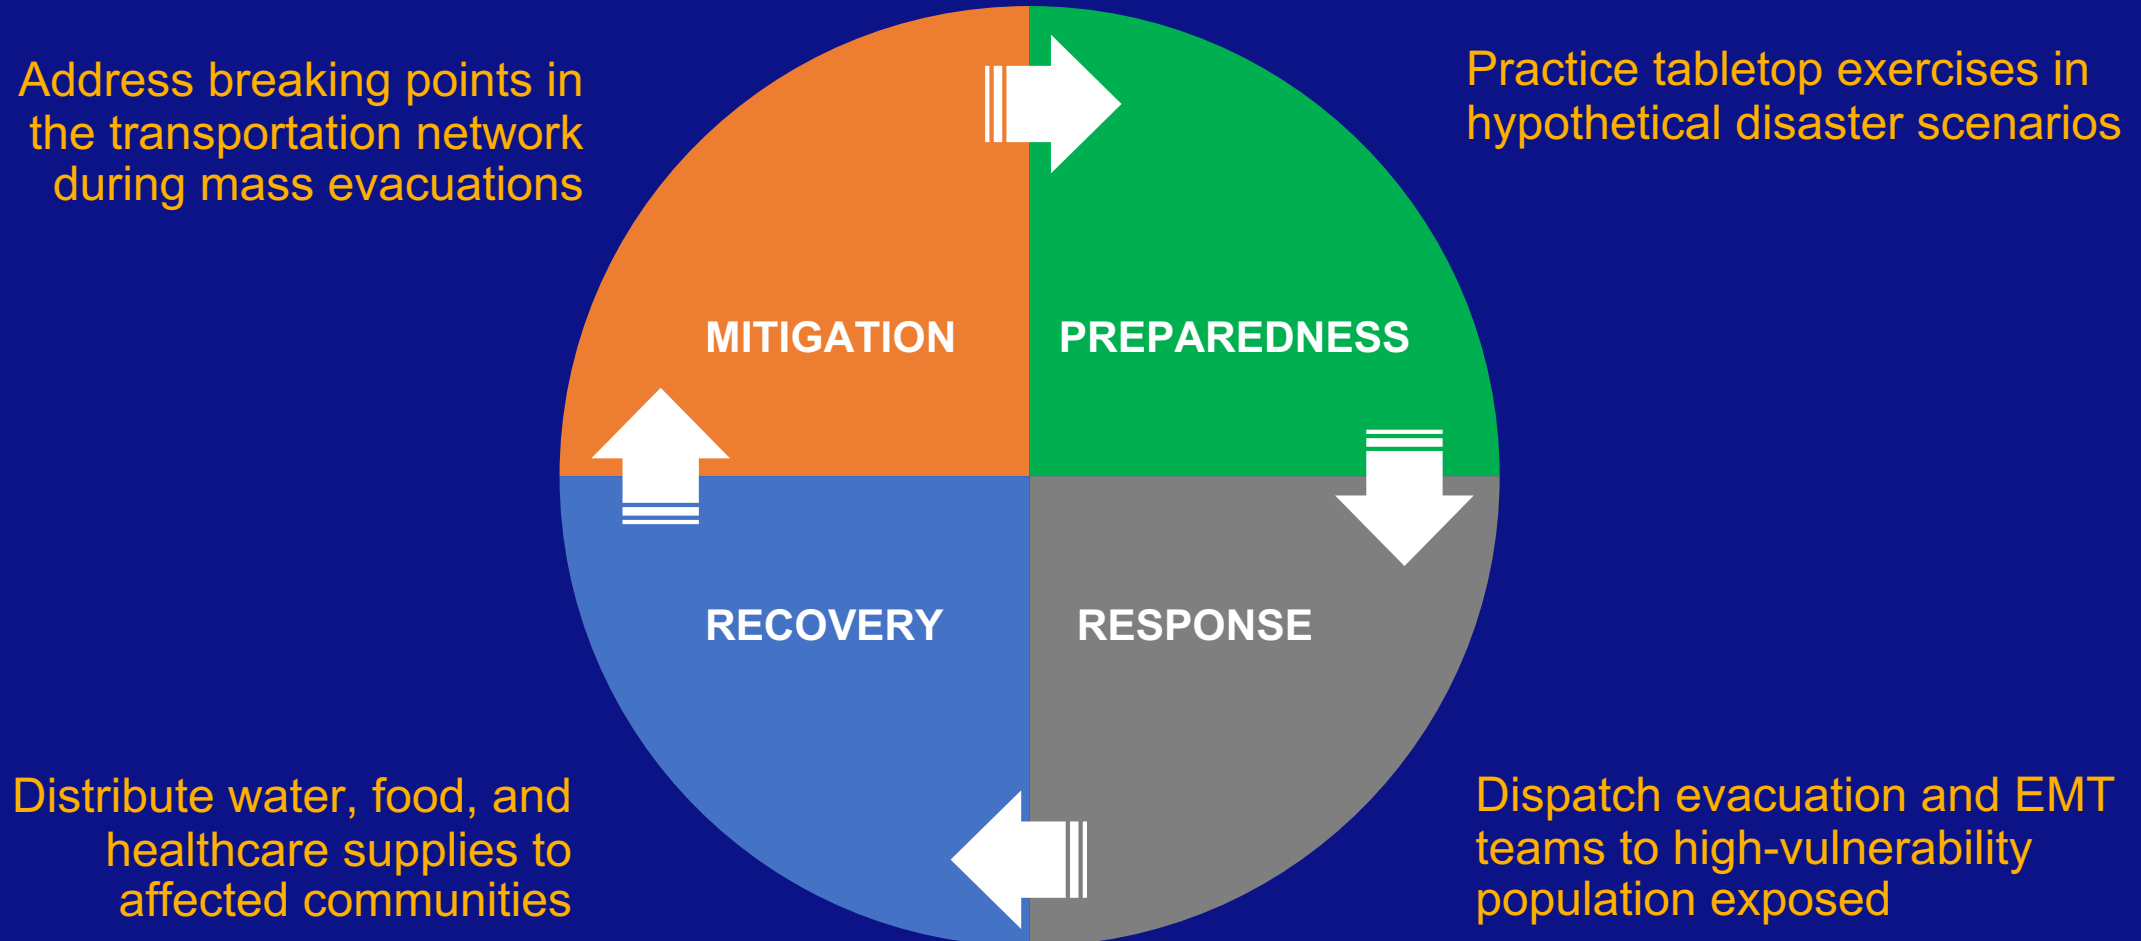 Address breaking points in
the transportation network
during mass evacuations
Practice tabletop exercises in
hypothetical disaster scenarios
MITIGATION
PREPAREDNESS
RECOVERY
RESPONSE
Distribute water, food, and
healthcare supplies to
affected communities
Dispatch evacuation and EMT
teams to high-vulnerability
population exposed